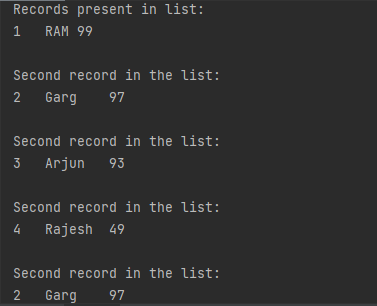 Records present in list:
1   RAM 99
Second record in the list:
2   Garg    97
Second record in the list:
3   Arjun   93
Second record in the list:
4   Rajesh  49
Second record in the list:
2   Garg    97